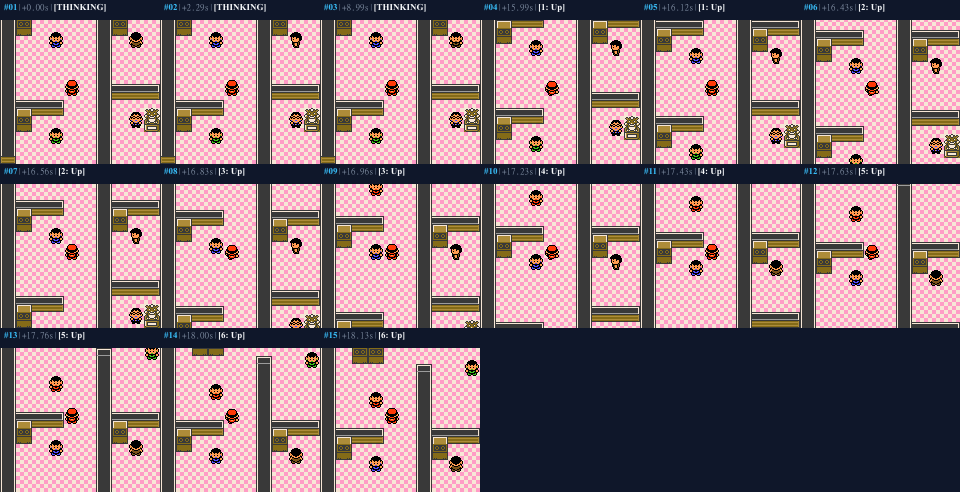 #01|+0.00s|[THINKING]
#02|+2.29s|[THINKING]
#03|+8.99s|[THINKING]
#04|+15.99s|[1: Up]
#05|+16.12s|[1: Up]
#06|+16.43s|[2: Up]
#07|+16.56s|[2: Up]
#08|+16.83s|[3: Up]
#09|+16.96s|[3: Up]
#10|+17.23s|[4: Up]
#11|+17.43s|[4: Up]
#12|+17.63s|[5: Up]
#13|+17.76s|[5: Up]
#14|+18.00s|[6: Up]
#15|+18.13s|[6: Up]